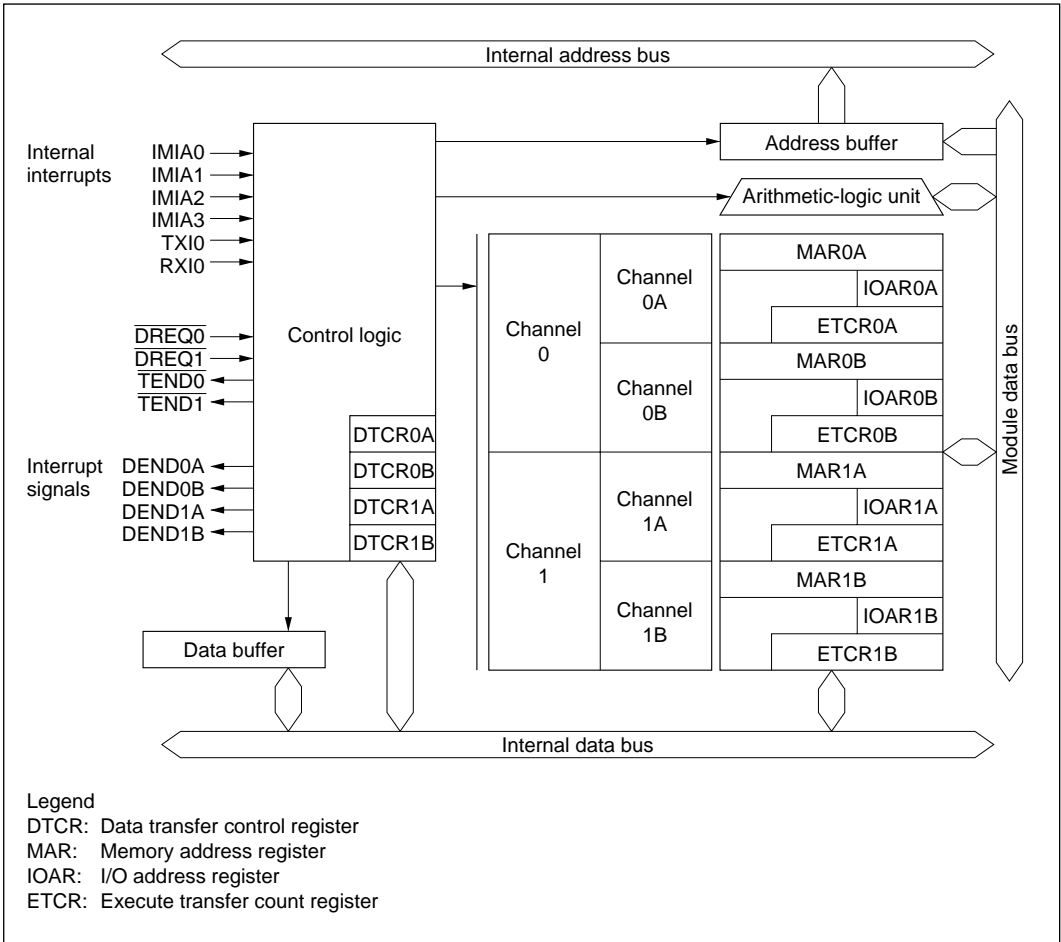 Internal address bus
Internal interrupts
IMIA0
IMIA1
IMIA2
IMIA3
TXI0
RXI0
DREQ0
DREQ1
TEND0
TEND1
Interrupt signals
DEND0A
DEND0B
DEND1A
DEND1B
Control logic
DTCR0A
DTCR0B
DTCR1A
DTCR1B
Data buffer
Address buffer
Arithmetic-logic unit
Channel 0
Channel 0A
Channel 0B
Channel 1
Channel 1A
Channel 1B
MAR0A
IOAR0A
ETCR0A
MAR0B
IOAR0B
ETCR0B
MAR1A
IOAR1A
ETCR1A
MAR1B
IOAR1B
ETCR1B
Module data bus
Internal data bus
Legend
DTCR: Data transfer control register
MAR: Memory address register
IOAR: I/O address register
ETCR: Execute transfer count register